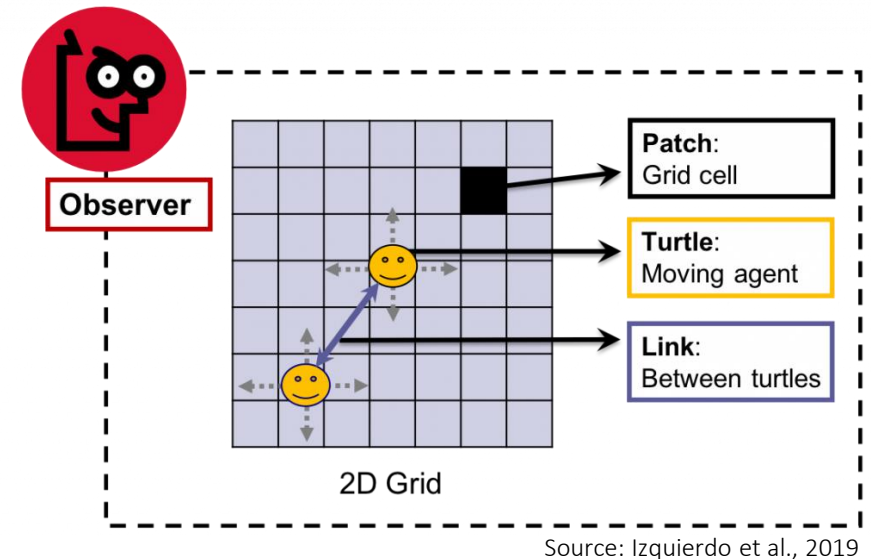 Observer
Patch:
Grid cell
Turtle:
Moving agent
Link:
Between turtles
2D Grid
Source: Izquierdo et al., 2019